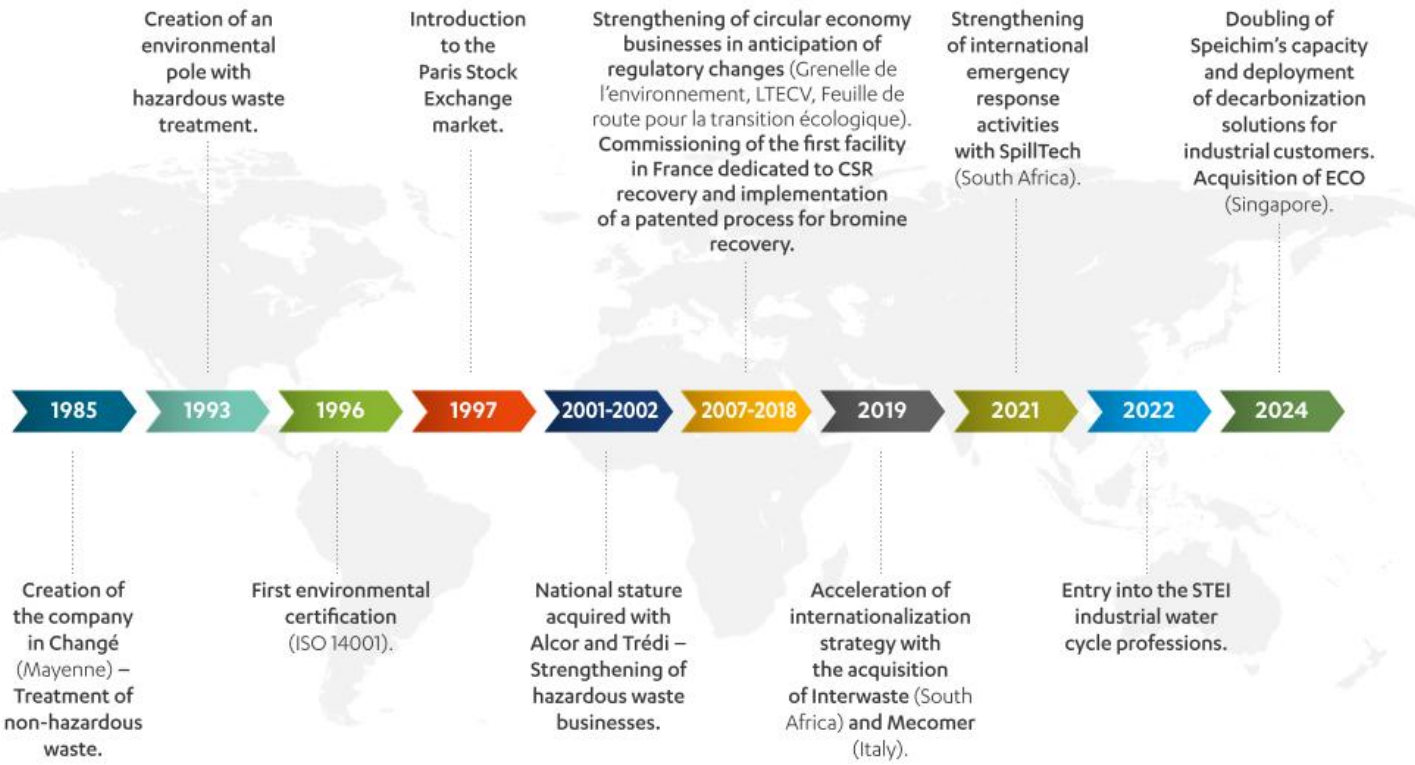 Creation of an
environmental
pole with
hazardous waste
treatment.
Introduction
to the
Paris Stock
Exchange
market.
Strengthening of circular economy
businesses in anticipation of
regulatory changes (Grenelle de
l’environnement, LTECV, Feuille de
route pour la transition écologique).
Commissioning of the first facility
in France dedicated to CSR
recovery and implementation
of a patented process for bromine
recovery.
Strengthening
of international
emergency
response
activities
with SpillTech
(South Africa).
Doubling of
Speichim’s capacity
and deployment
of decarbonization
solutions for
industrial customers.
Acquisition of ECO
(Singapore).
1985
1993
1996
1997
2001-2002
2007-2018
2019
2021
2022
2024
Creation of
the company
in Changé
(Mayenne) –
Treatment of
non-hazardous
waste.
First environmental
certification
(ISO 14001).
National stature
acquired with
Alcor and Trédi –
Strengthening of
hazardous waste
businesses.
Acceleration of
internationalization
strategy with
the acquisition
of Interwaste (South
Africa) and Mecomer
(Italy).
Entry into the STEI
industrial water
cycle professions.